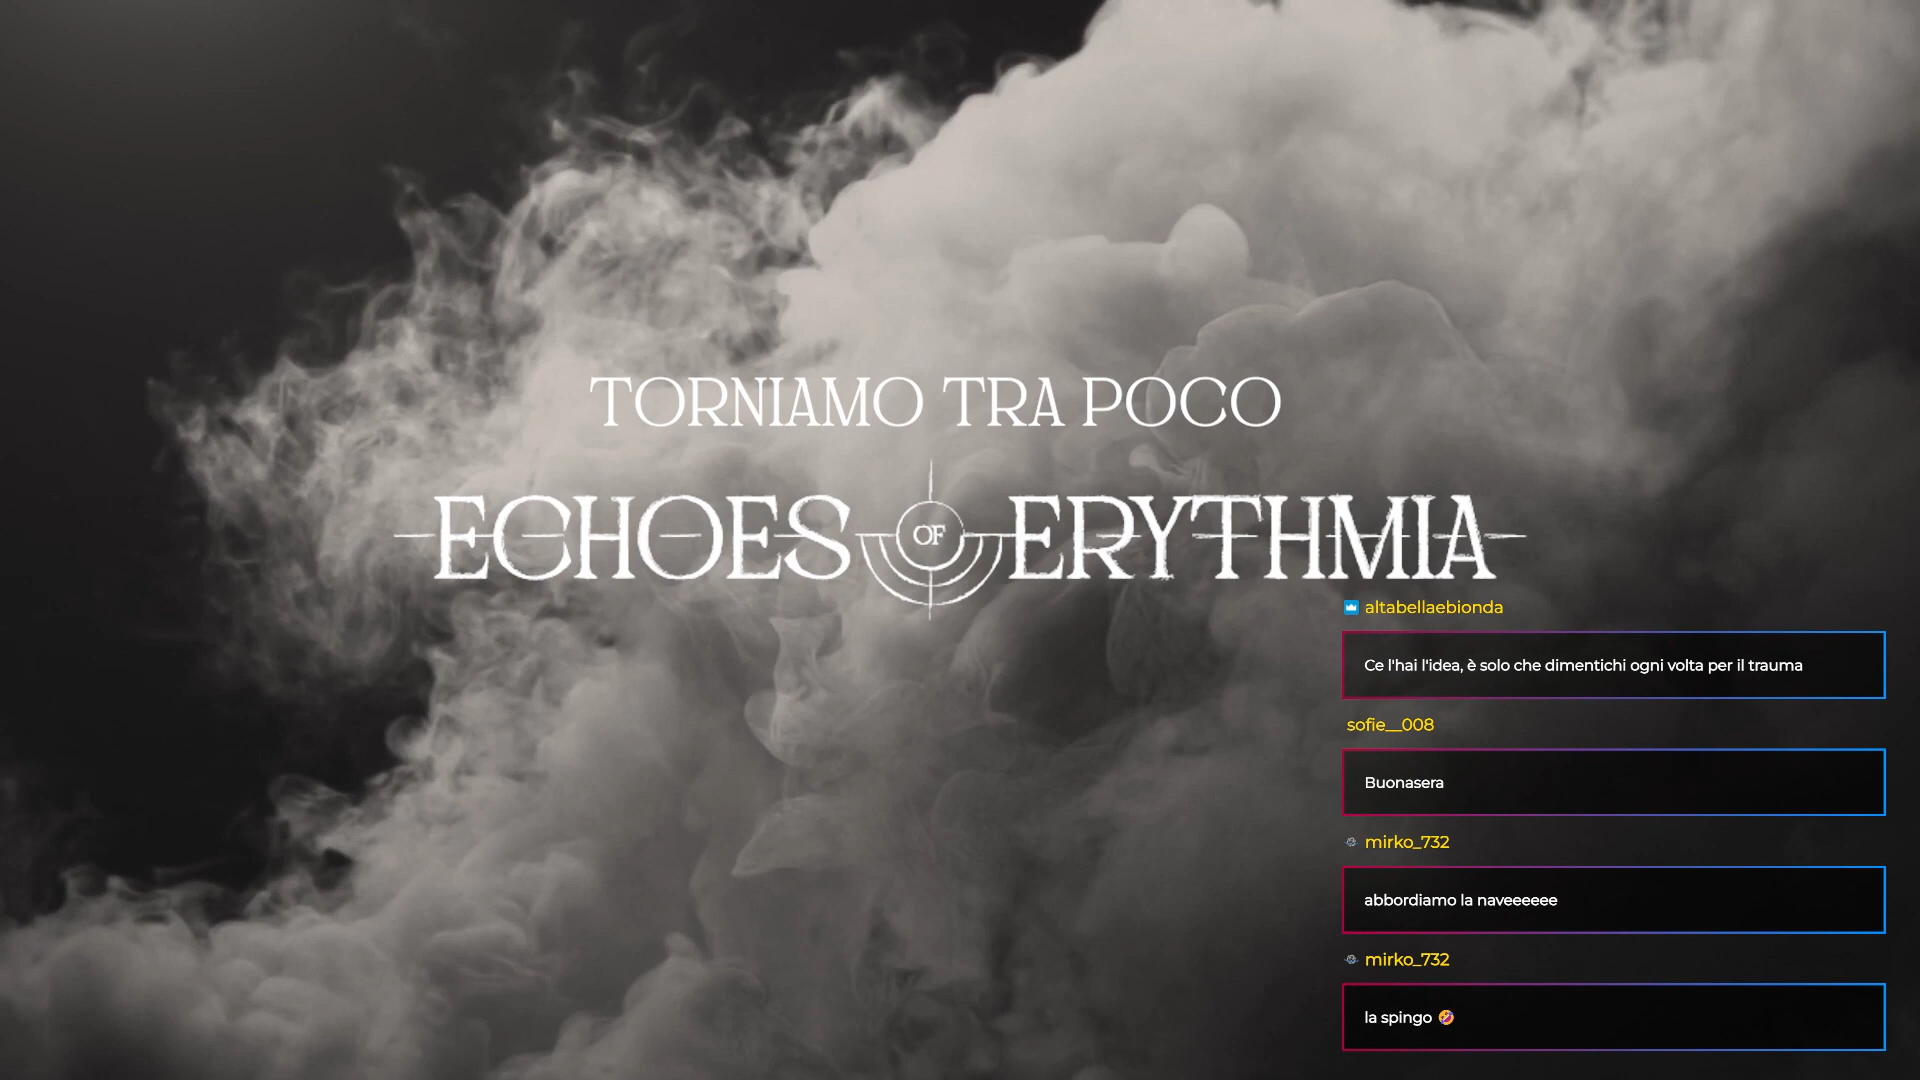 TORNIAMO TRA POCO
ECHOES OF ERYTHMIA
altabellaebionda
Ce l'hai l'idea, è solo che dimentichi ogni volta per il trauma
sofie__008
Buonasera
mirko_732
abbordiamo la naveeeeee
mirko_732
la spingo 🤣